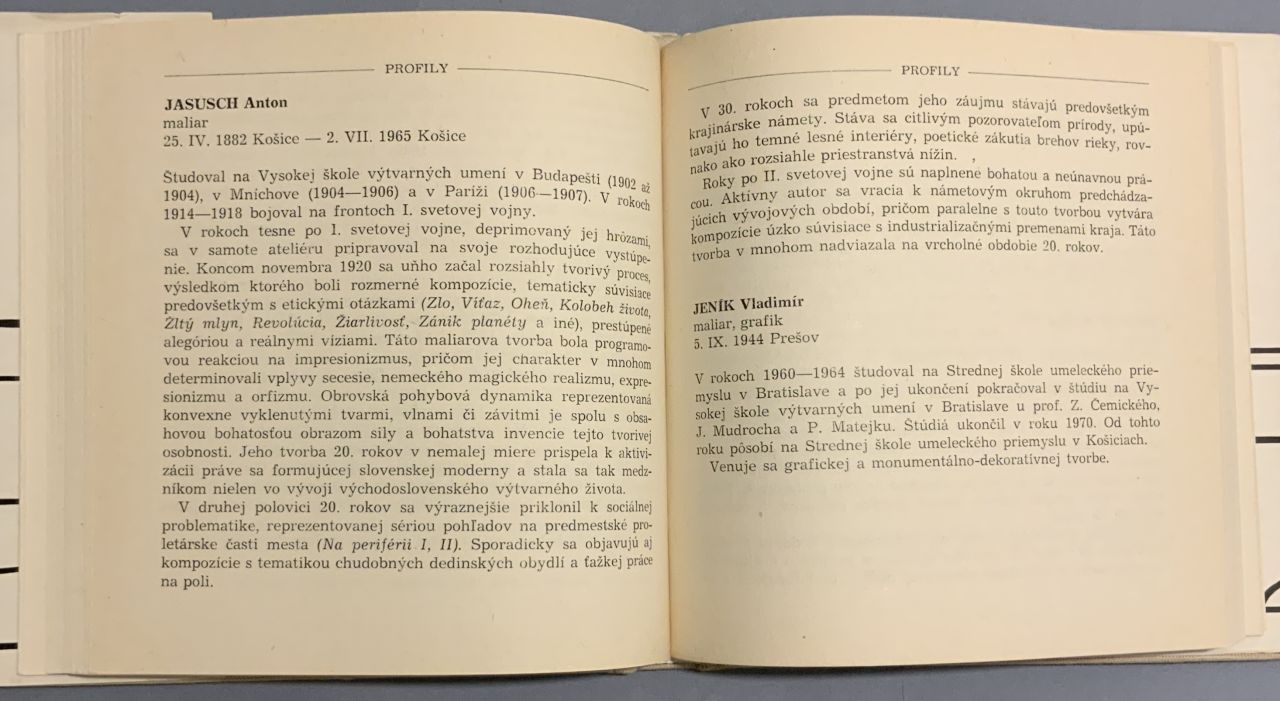 PROFILY
JASUSCH Anton
maliar
25. IV. 1882 Košice — 2. VII. 1965 Košice
Študoval na Vysokej škole výtvarných umení v Budapešti (1902 až
1904), v Mníchove (1904—1906) a v Paríži (1906—1907). V rokoch
1914—1918 bojoval na frontoch I. svetovej vojny.
V rokoch tesne po I. svetovej vojne, deprimovaný jej hrôzami,
sa v samote ateliéru pripravoval na svoje rozhodujúce vystúpe-
nie. Koncom novembra 1920 sa uňho začal rozsiahly tvorivý proces,
výsledkom ktorého boli rozmerné kompozície, tematicky súvisiace
predovšetkým s etickými otázkami (Zlo, Víťaz, Oheň, Kolobeh života,
Žltý mlyn, Revolúcia, Žiarlivosť, Zánik planéty a iné), prestúpené
alegóriou a reálnymi víziami. Táto maliarova tvorba bola programo-
vou reakciou na impresionizmus, pričom jej charakter v mnohom
determinovali vplyvy secesie, nemeckého magického realizmu, expre-
sionizmu a orfizmu. Obrovská pohybová dynamika reprezentovaná
konvexne vyklenutými tvarmi, vlnami či závitmi je spolu s obsa-
hovou bohatosťou obrazom sily a bohatstva invencie tejto tvorivej
osobnosti. Jeho tvorba 20. rokov v nemalej miere prispela k aktivi-
zácii práve sa formujúcej slovenskej moderny a stala sa tak medz-
níkom nielen vo vývoji východoslovenského výtvarného života.
V druhej polovici 20. rokov sa výraznejšie priklonil k sociálnej
problematike, reprezentovanej sériou pohľadov na predmestské pro-
letárske časti mesta (Na periférii I, II). Sporadicky sa objavujú aj
kompozície s tematikou chudobných dedinských obydlí a ťažkej práce
na poli.
PROFILY
V 30. rokoch sa predmetom jeho záujmu stávajú predovšetkým
krajinárske námety. Stáva sa citlivým pozorovateľom prírody, upú-
tavajú ho temné lesné interiéry, poetické zákutia brehov rieky, rov-
nako ako rozsiahle priestranstvá nížin.
Roky po II. svetovej vojne sú naplnené bohatou a neúnavnou prá-
cou. Aktívny autor sa vracia k námetovým okruhom predchádza-
júcich vývojových období, pričom paralelne s touto tvorbou vytvára
kompozície úzko súvisiace s industrializačnými premenami kraja. Táto
tvorba v mnohom nadviazala na vrcholné obdobie 20. rokov.
JENÍK Vladimír
maliar, grafik
5. IX. 1944 Prešov
V rokoch 1960—1964 študoval na Strednej škole umeleckého prie-
myslu v Bratislave a po jej ukončení pokračoval v štúdiu na Vy-
sokej škole výtvarných umení v Bratislave u prof. Z. Čemického,
J. Mudrocha a P. Matejku. Štúdiá ukončil v roku 1970. Od tohto
roku pôsobí na Strednej škole umeleckého priemyslu v Košiciach.
Venuje sa grafickej a monumentálno-dekoratívnej tvorbe.